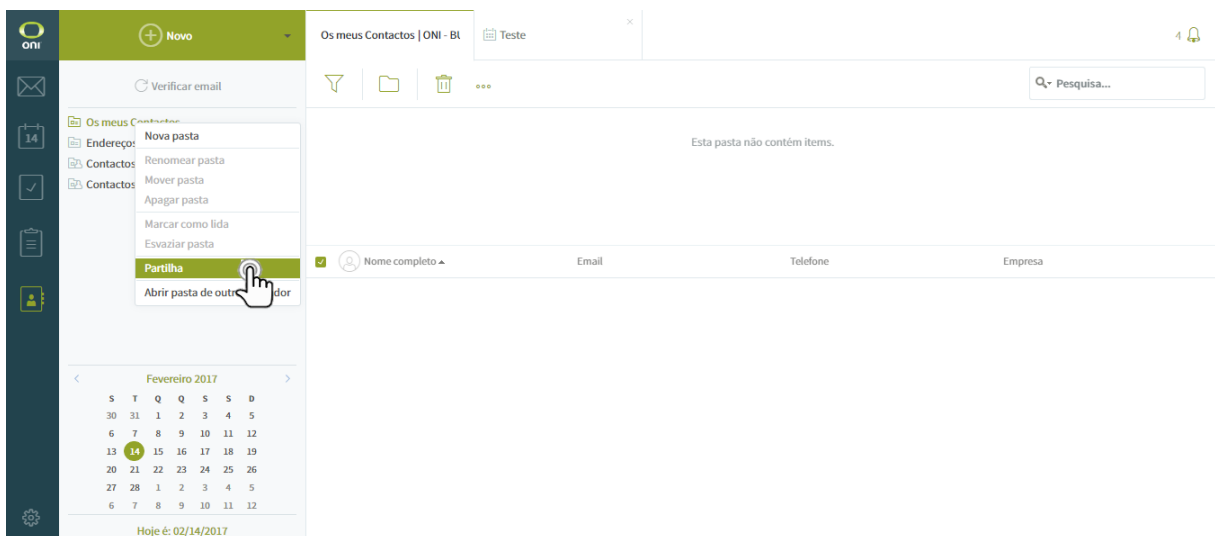 oni
Novo
Os meus Contactos | ONI - BU
Teste
4
Verificar email
Pesquisa...
14
Os meus Contactos
Endereços
Contactos
Contactos
Nova pasta
Renomear pasta
Mover pasta
Apagar pasta
Marcar como lida
Esvaziar pasta
Partilha
Abrir pasta de
Esta pasta não contém items.
Nome completo
Email
Telefone
Empresa
Fevereiro 2017
S T Q Q S S D
30 31 1 2 3 4 5
6 7 8 9 10 11 12
13 14 15 16 17 18 19
20 21 22 23 24 25 26
27 28 1 2 3 4 5
6 7 8 9 10 11 12
Hoje é: 02/14/2017